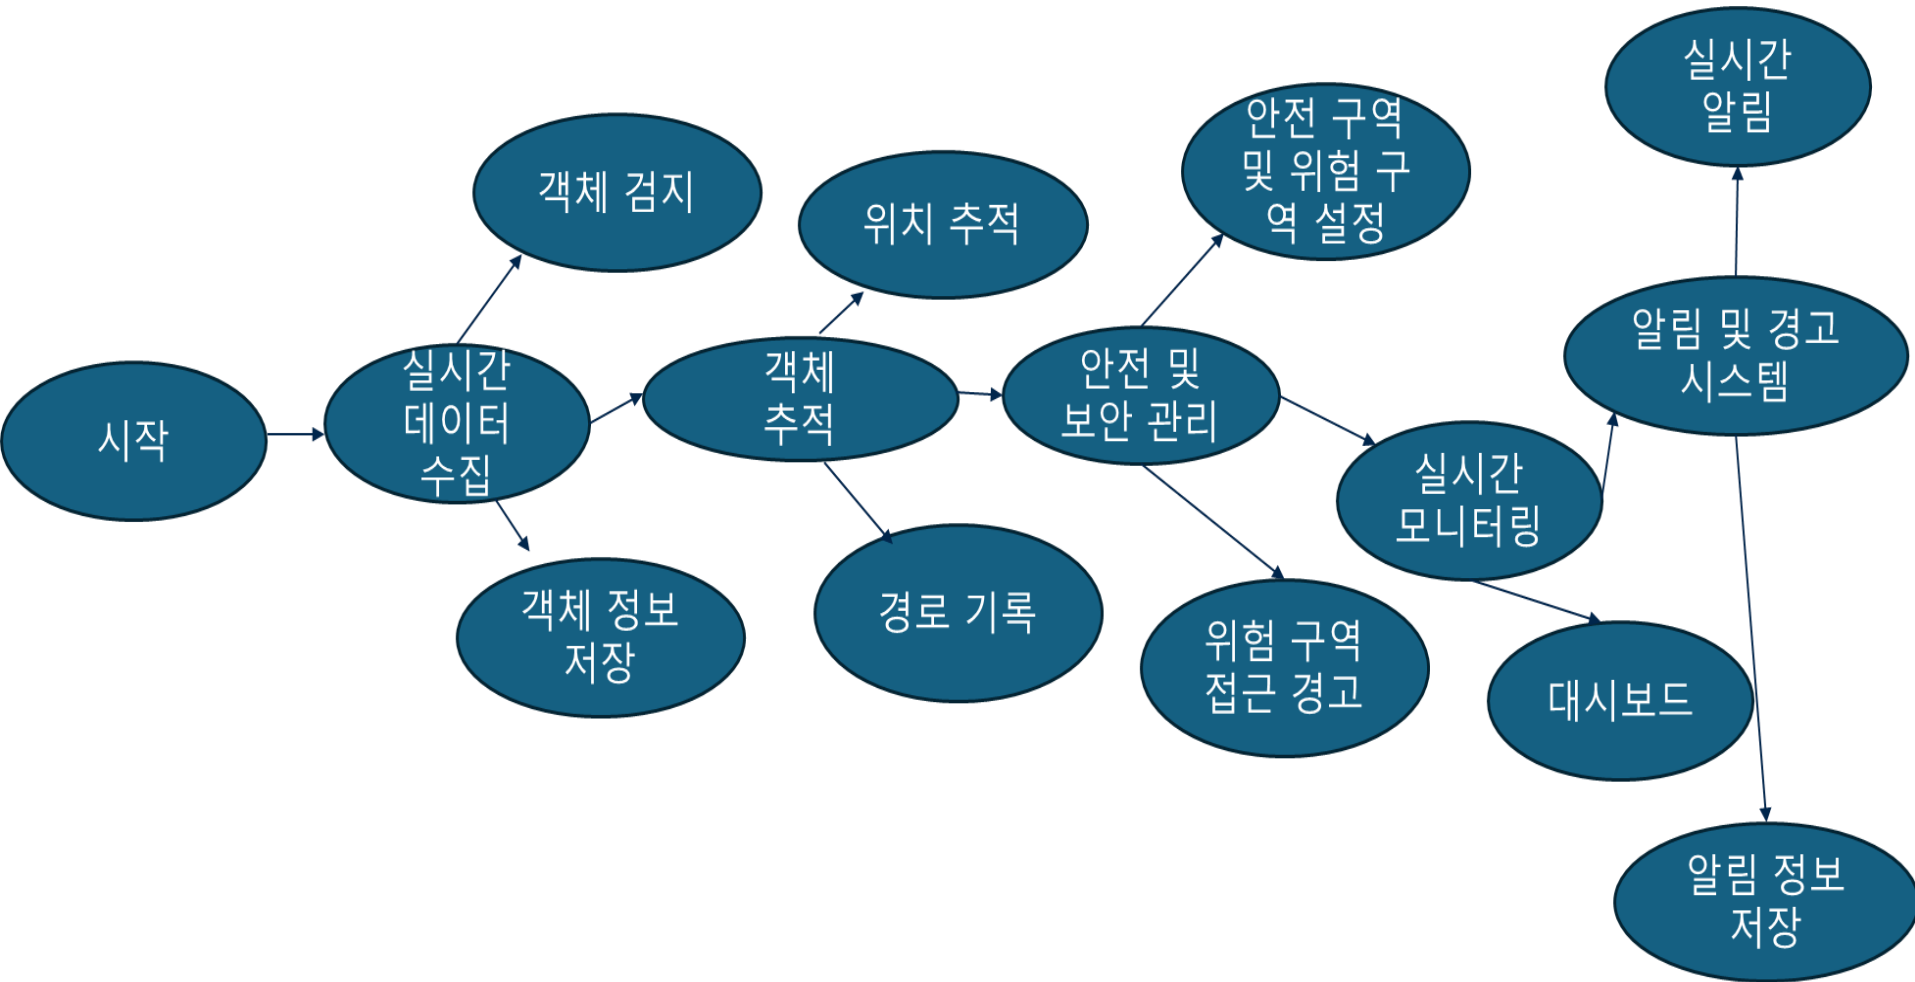 시작
실시간
데이터
수집
객체 검지
객체 정보
저장
객체
추적
위치 추적
경로 기록
안전 및
보안 관리
안전 구역
및 위험 구
역 설정
위험 구역
접근 경고
실시간
모니터링
대시보드
알림 및 경고
시스템
실시간
알림
알림 정보
저장